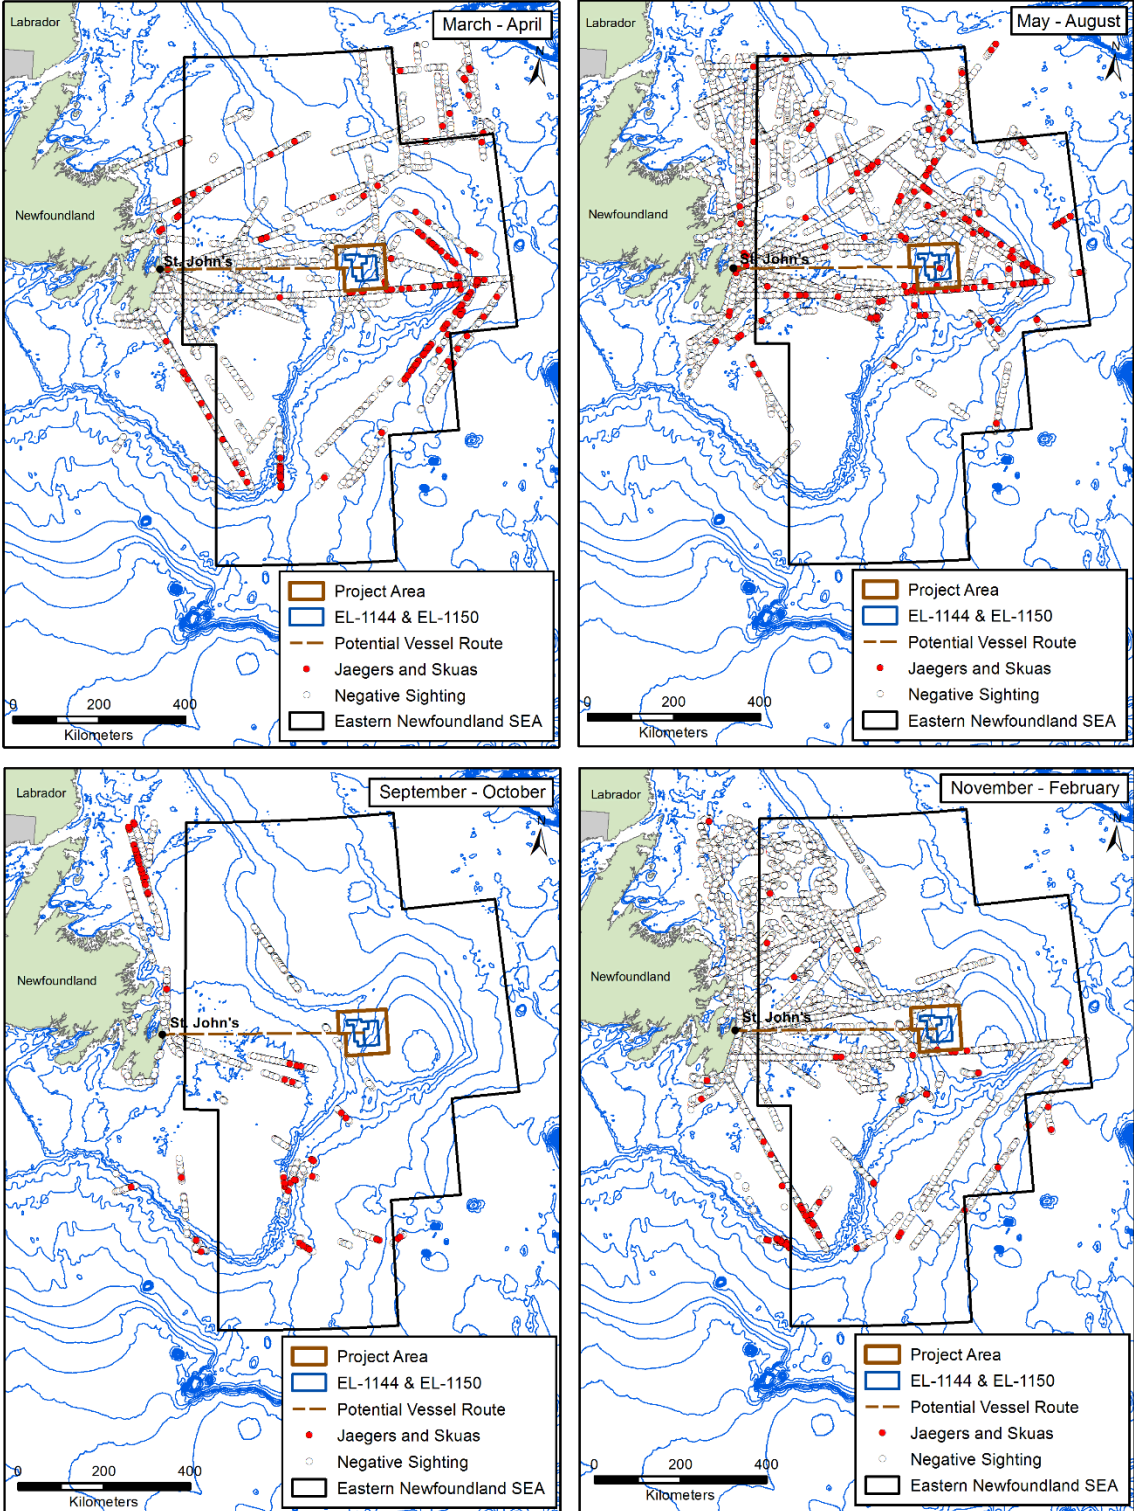 Labrador
March - April
N
Newfoundland
St. John's
Project Area
EL-1144 & EL-1150
Potential Vessel Route
Jaegers and Skuas
Negative Sighting
Eastern Newfoundland SEA
0 200 400
Kilometers
Labrador
May - August
N
Newfoundland
St. John's
Project Area
EL-1144 & EL-1150
Potential Vessel Route
Jaegers and Skuas
Negative Sighting
Eastern Newfoundland SEA
0 200 400
Kilometers
Labrador
September - October
N
Newfoundland
St. John's
Project Area
EL-1144 & EL-1150
Potential Vessel Route
Jaegers and Skuas
Negative Sighting
Eastern Newfoundland SEA
0 200 400
Kilometers
Labrador
November - February
N
Newfoundland
St. John's
Project Area
EL-1144 & EL-1150
Potential Vessel Route
Jaegers and Skuas
Negative Sighting
Eastern Newfoundland SEA
0 200 400
Kilometers